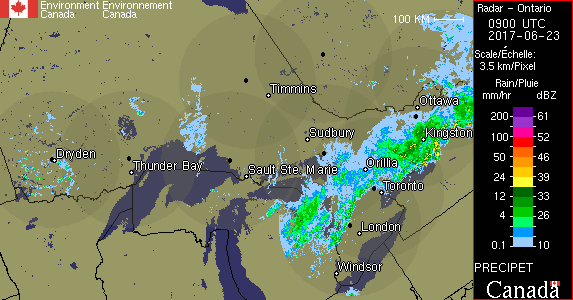 Environment Environnement
Canada Canada
100 KM
Timmins
Ottawa
Sudbury
Kingston
Dryden
Thunder Bay
Sault Ste. Marie
Orillia
Toronto
London
Windsor
Radar - Ontario
0900 UTC
2017-06-23
Scale/Échelle:
3.5 km/Pixel
Rain/Pluie
mm/hr dBZ
200 61
100 52
50 46
24 39
12 33
4 26
0.1 10
PRECIPET
Canada